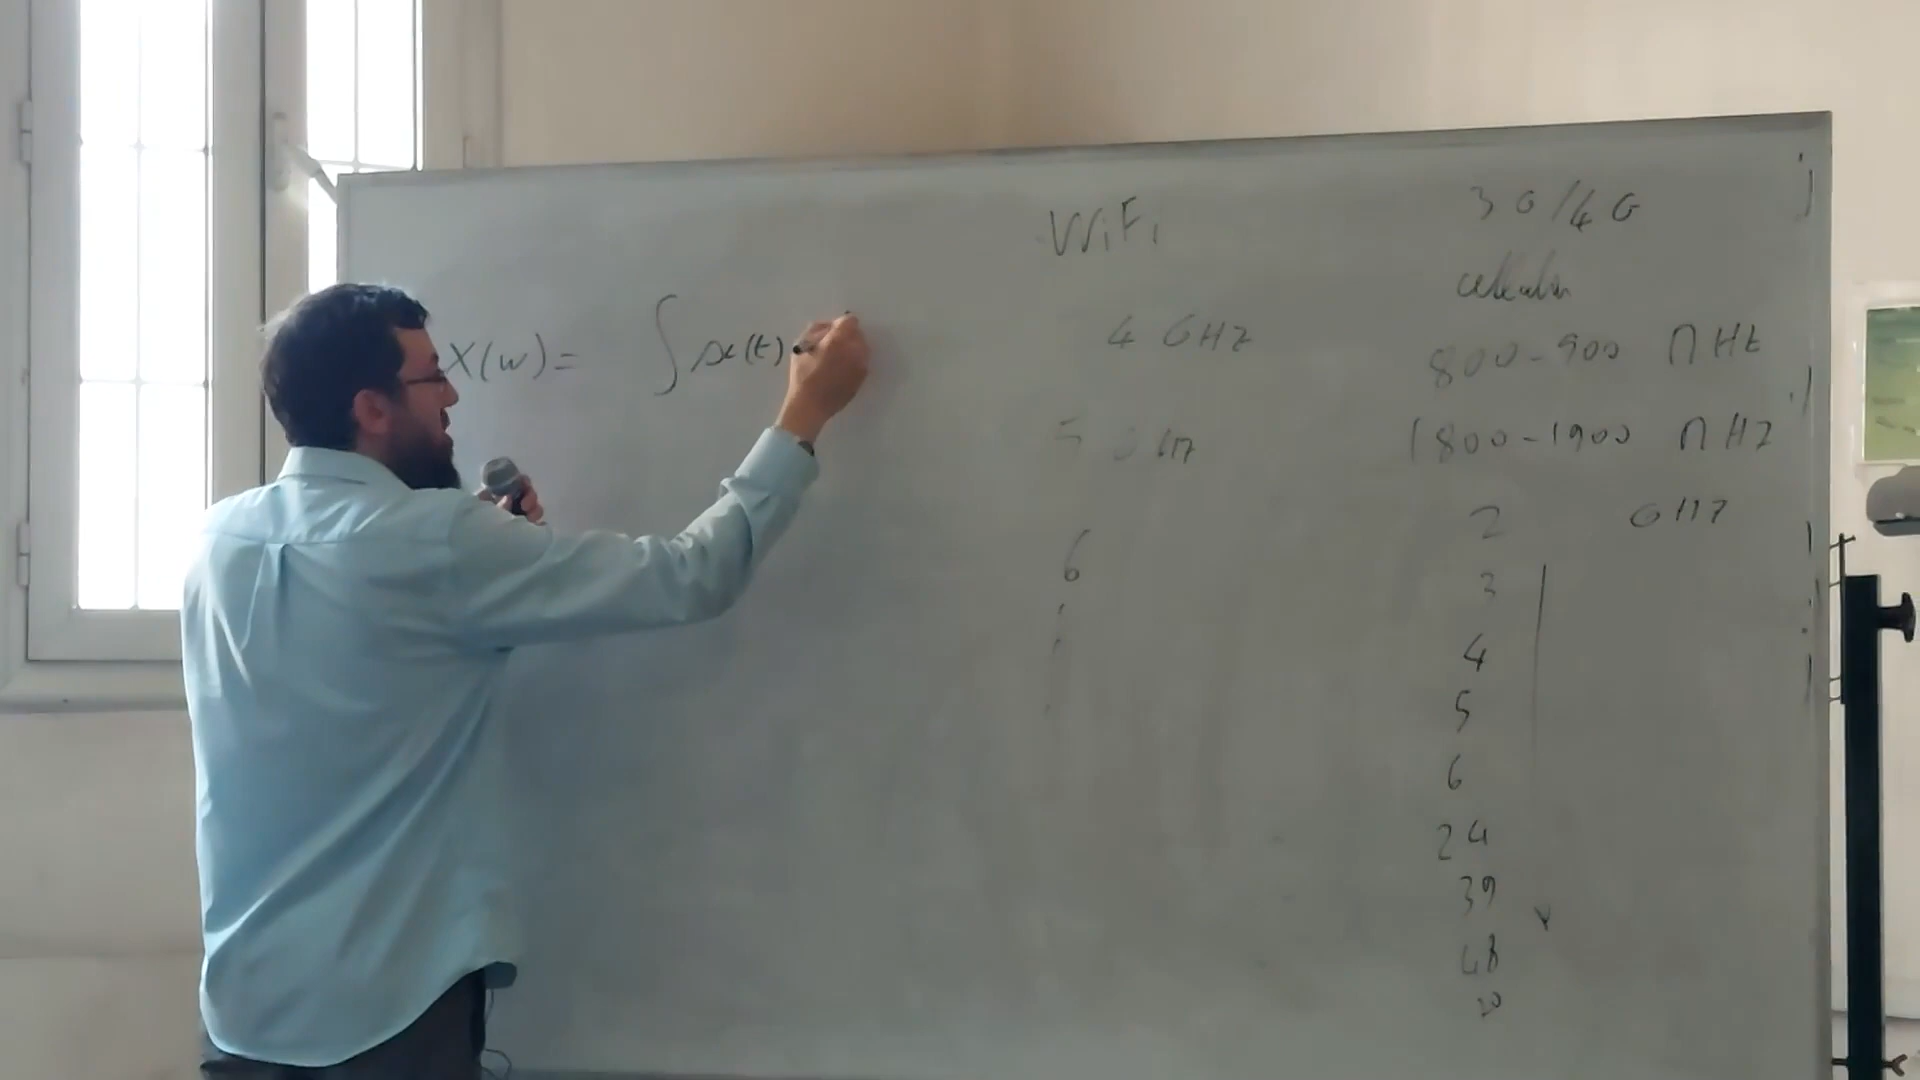 X(w) = ∫ x(t)
WiFi
4 GHz
5 GHz
6
3G/4G
800-900 MHz
1800-1900 MHz
2 GHz
3
4
5
6
24
39
48